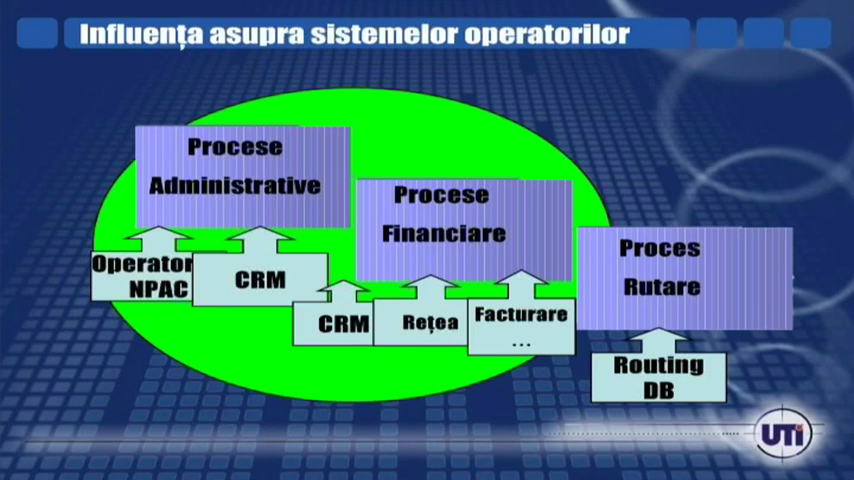 Influența asupra sistemelor operatorilor
Procese
Administrative
Procese
Financiare
Proces
Rutare
Operator
NPAC
CRM
CRM
Rețea
Facturare
...
Routing
DB
UTi